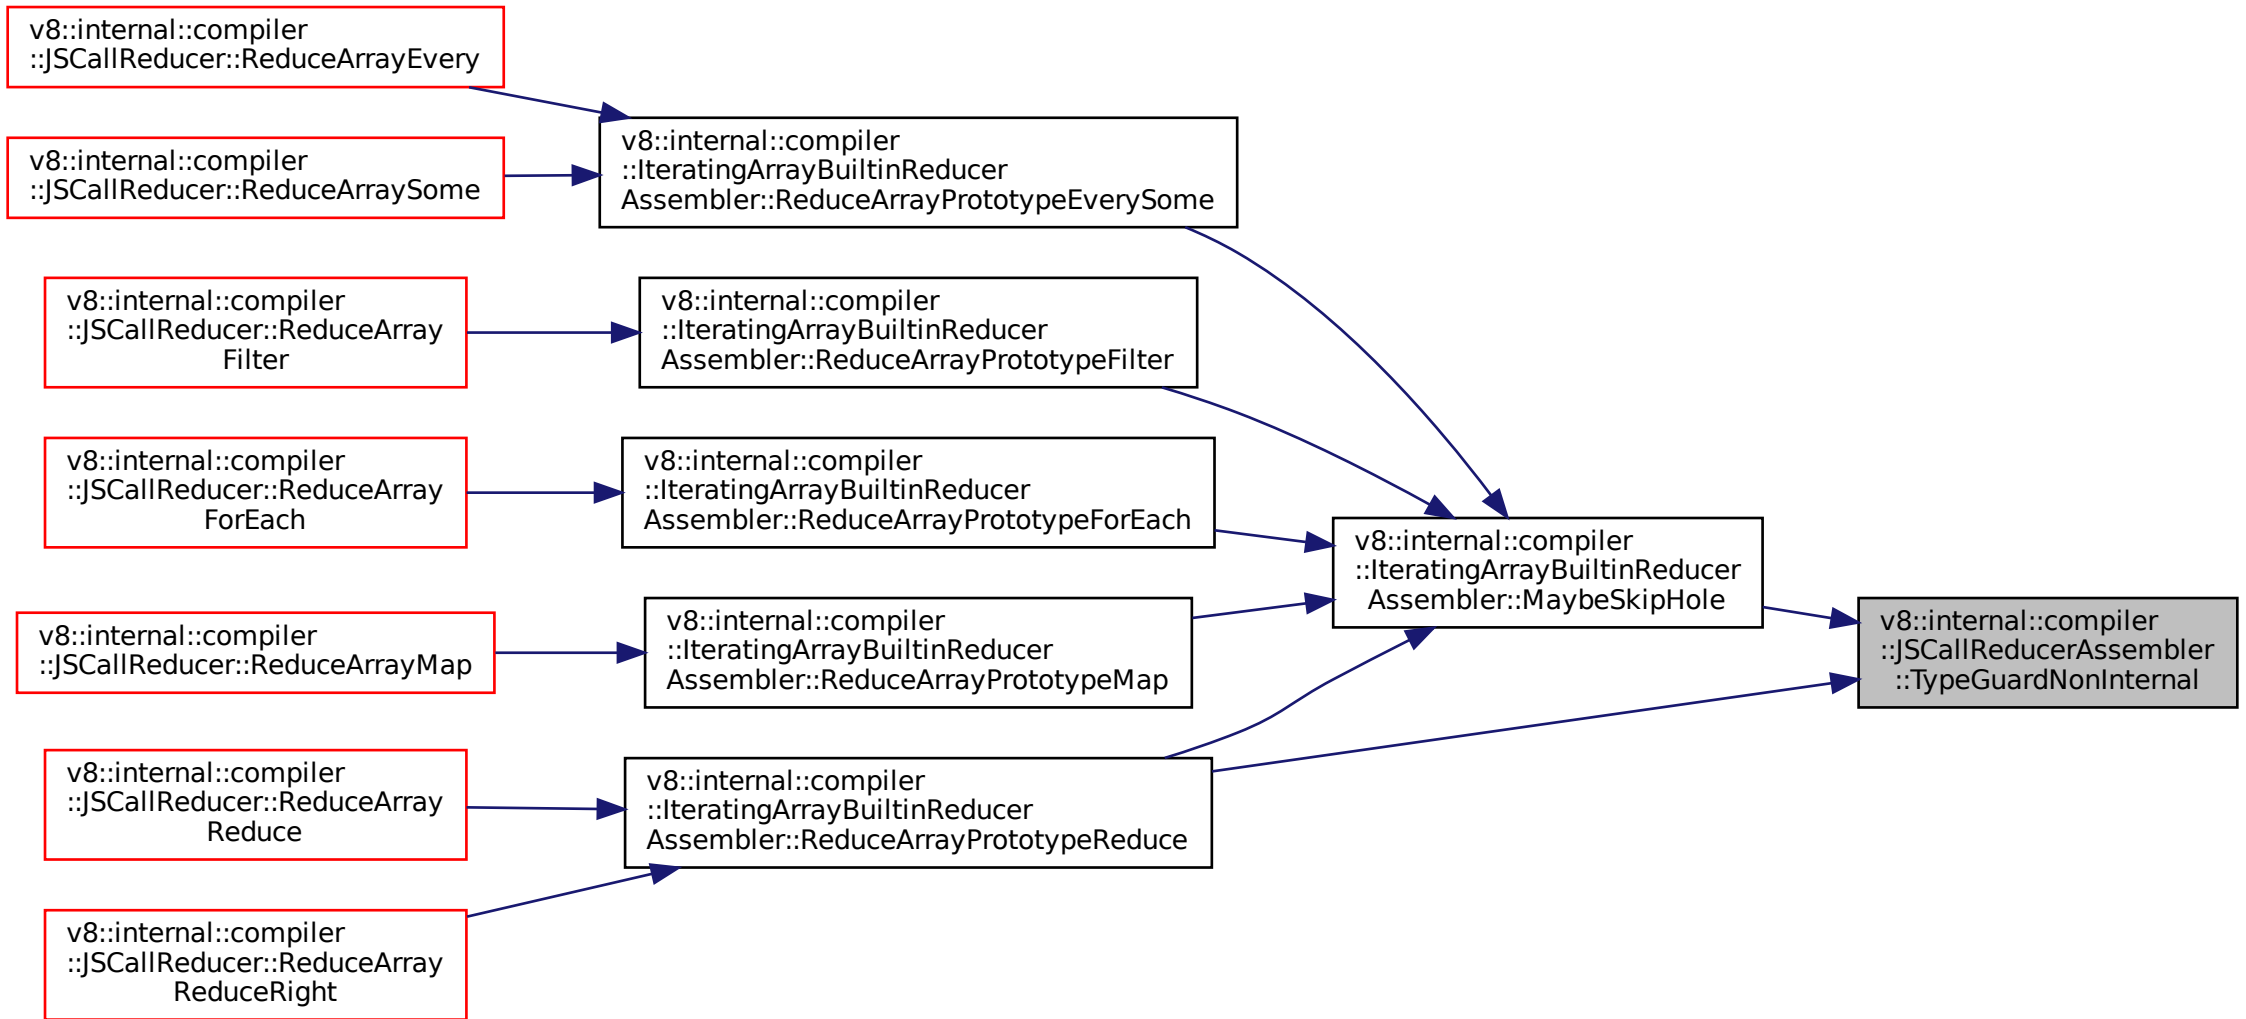 v8::internal::compiler
::JSCallReducer::ReduceArrayEvery
v8::internal::compiler
::JSCallReducer::ReduceArraySome
v8::internal::compiler
::JSCallReducer::ReduceArray
Filter
v8::internal::compiler
::JSCallReducer::ReduceArray
ForEach
v8::internal::compiler
::JSCallReducer::ReduceArrayMap
v8::internal::compiler
::JSCallReducer::ReduceArray
Reduce
v8::internal::compiler
::JSCallReducer::ReduceArray
ReduceRight
v8::internal::compiler
::IteratingArrayBuiltinReducer
Assembler::ReduceArrayPrototypeEverySome
v8::internal::compiler
::IteratingArrayBuiltinReducer
Assembler::ReduceArrayPrototypeFilter
v8::internal::compiler
::IteratingArrayBuiltinReducer
Assembler::ReduceArrayPrototypeForEach
v8::internal::compiler
::IteratingArrayBuiltinReducer
Assembler::ReduceArrayPrototypeMap
v8::internal::compiler
::IteratingArrayBuiltinReducer
Assembler::ReduceArrayPrototypeReduce
v8::internal::compiler
::IteratingArrayBuiltinReducer
Assembler::MaybeSkipHole
v8::internal::compiler
::JSCallReducerAssembler
::TypeGuardNonInternal